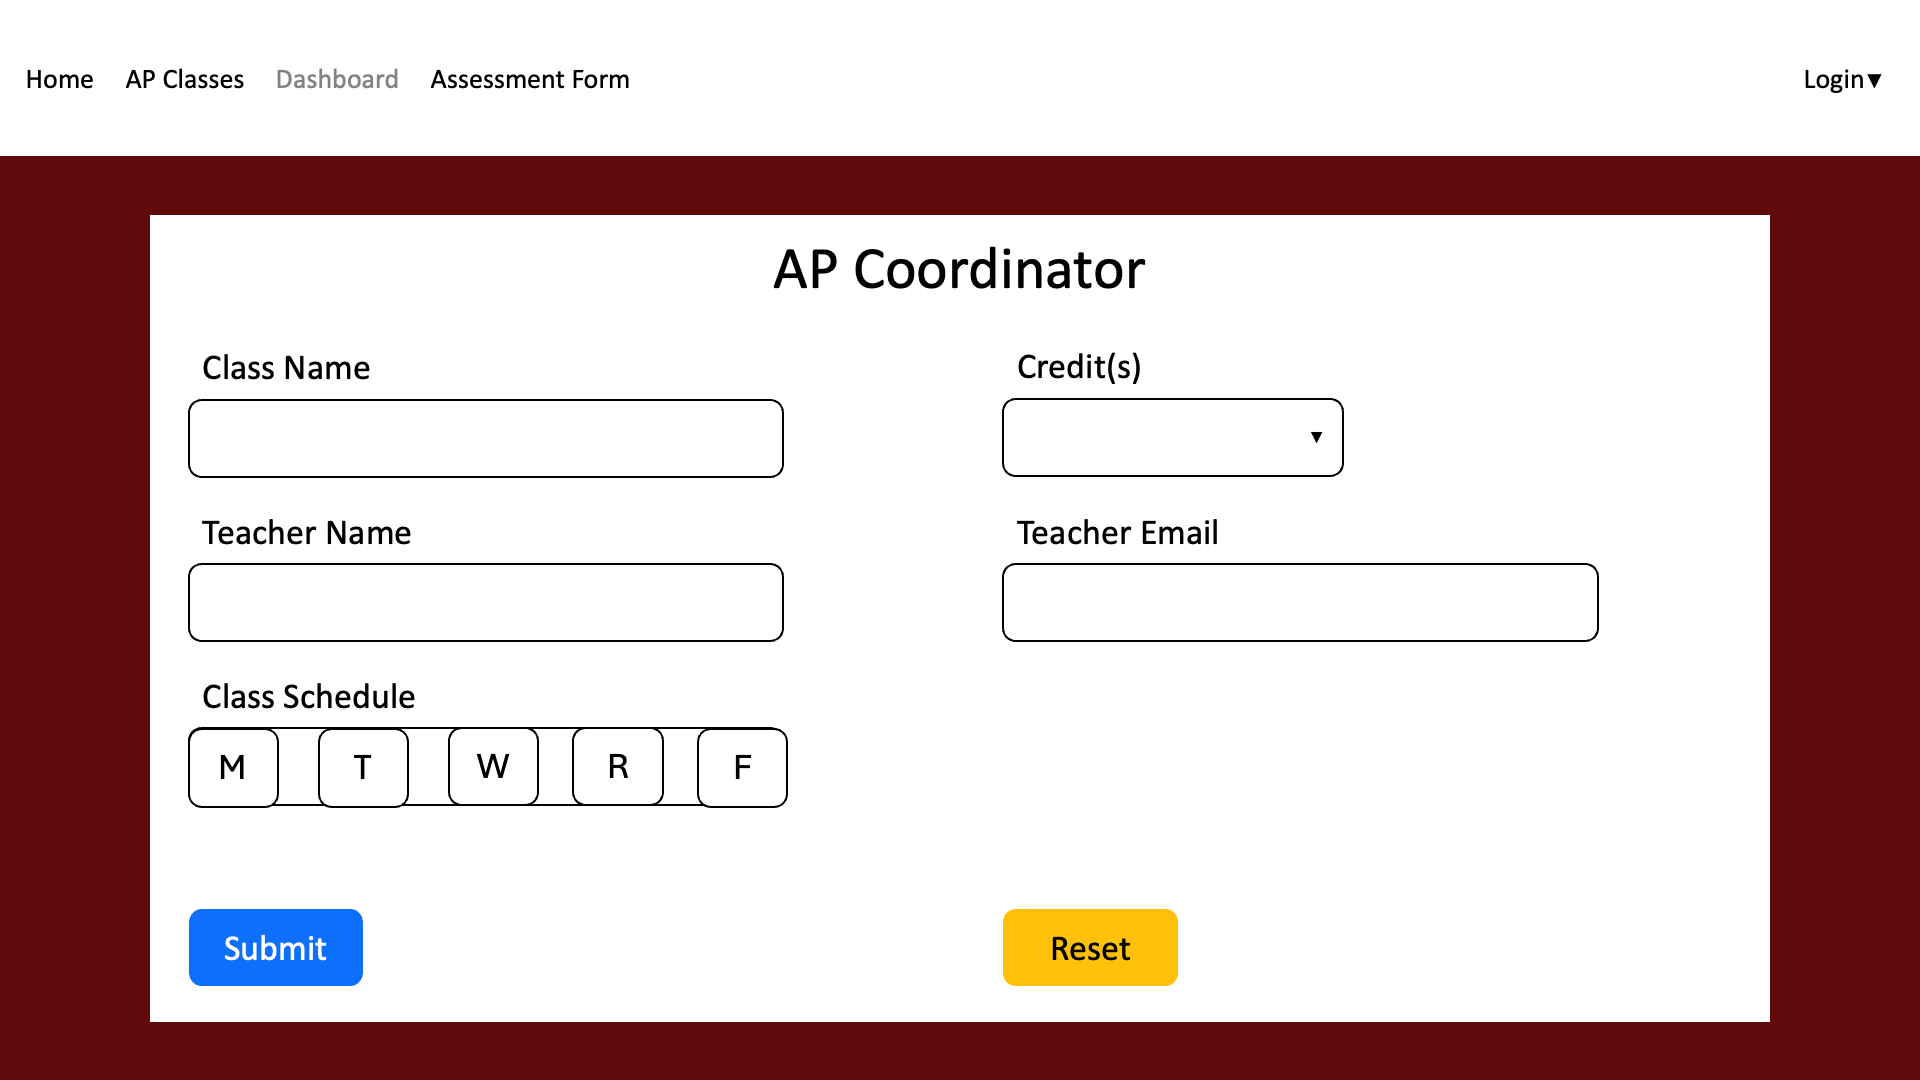 Home AP Classes Dashboard Assessment Form Login▼
AP Coordinator
Class Name Credit(s)
▼
Teacher Name Teacher Email
Class Schedule
M T W R F
Submit Reset